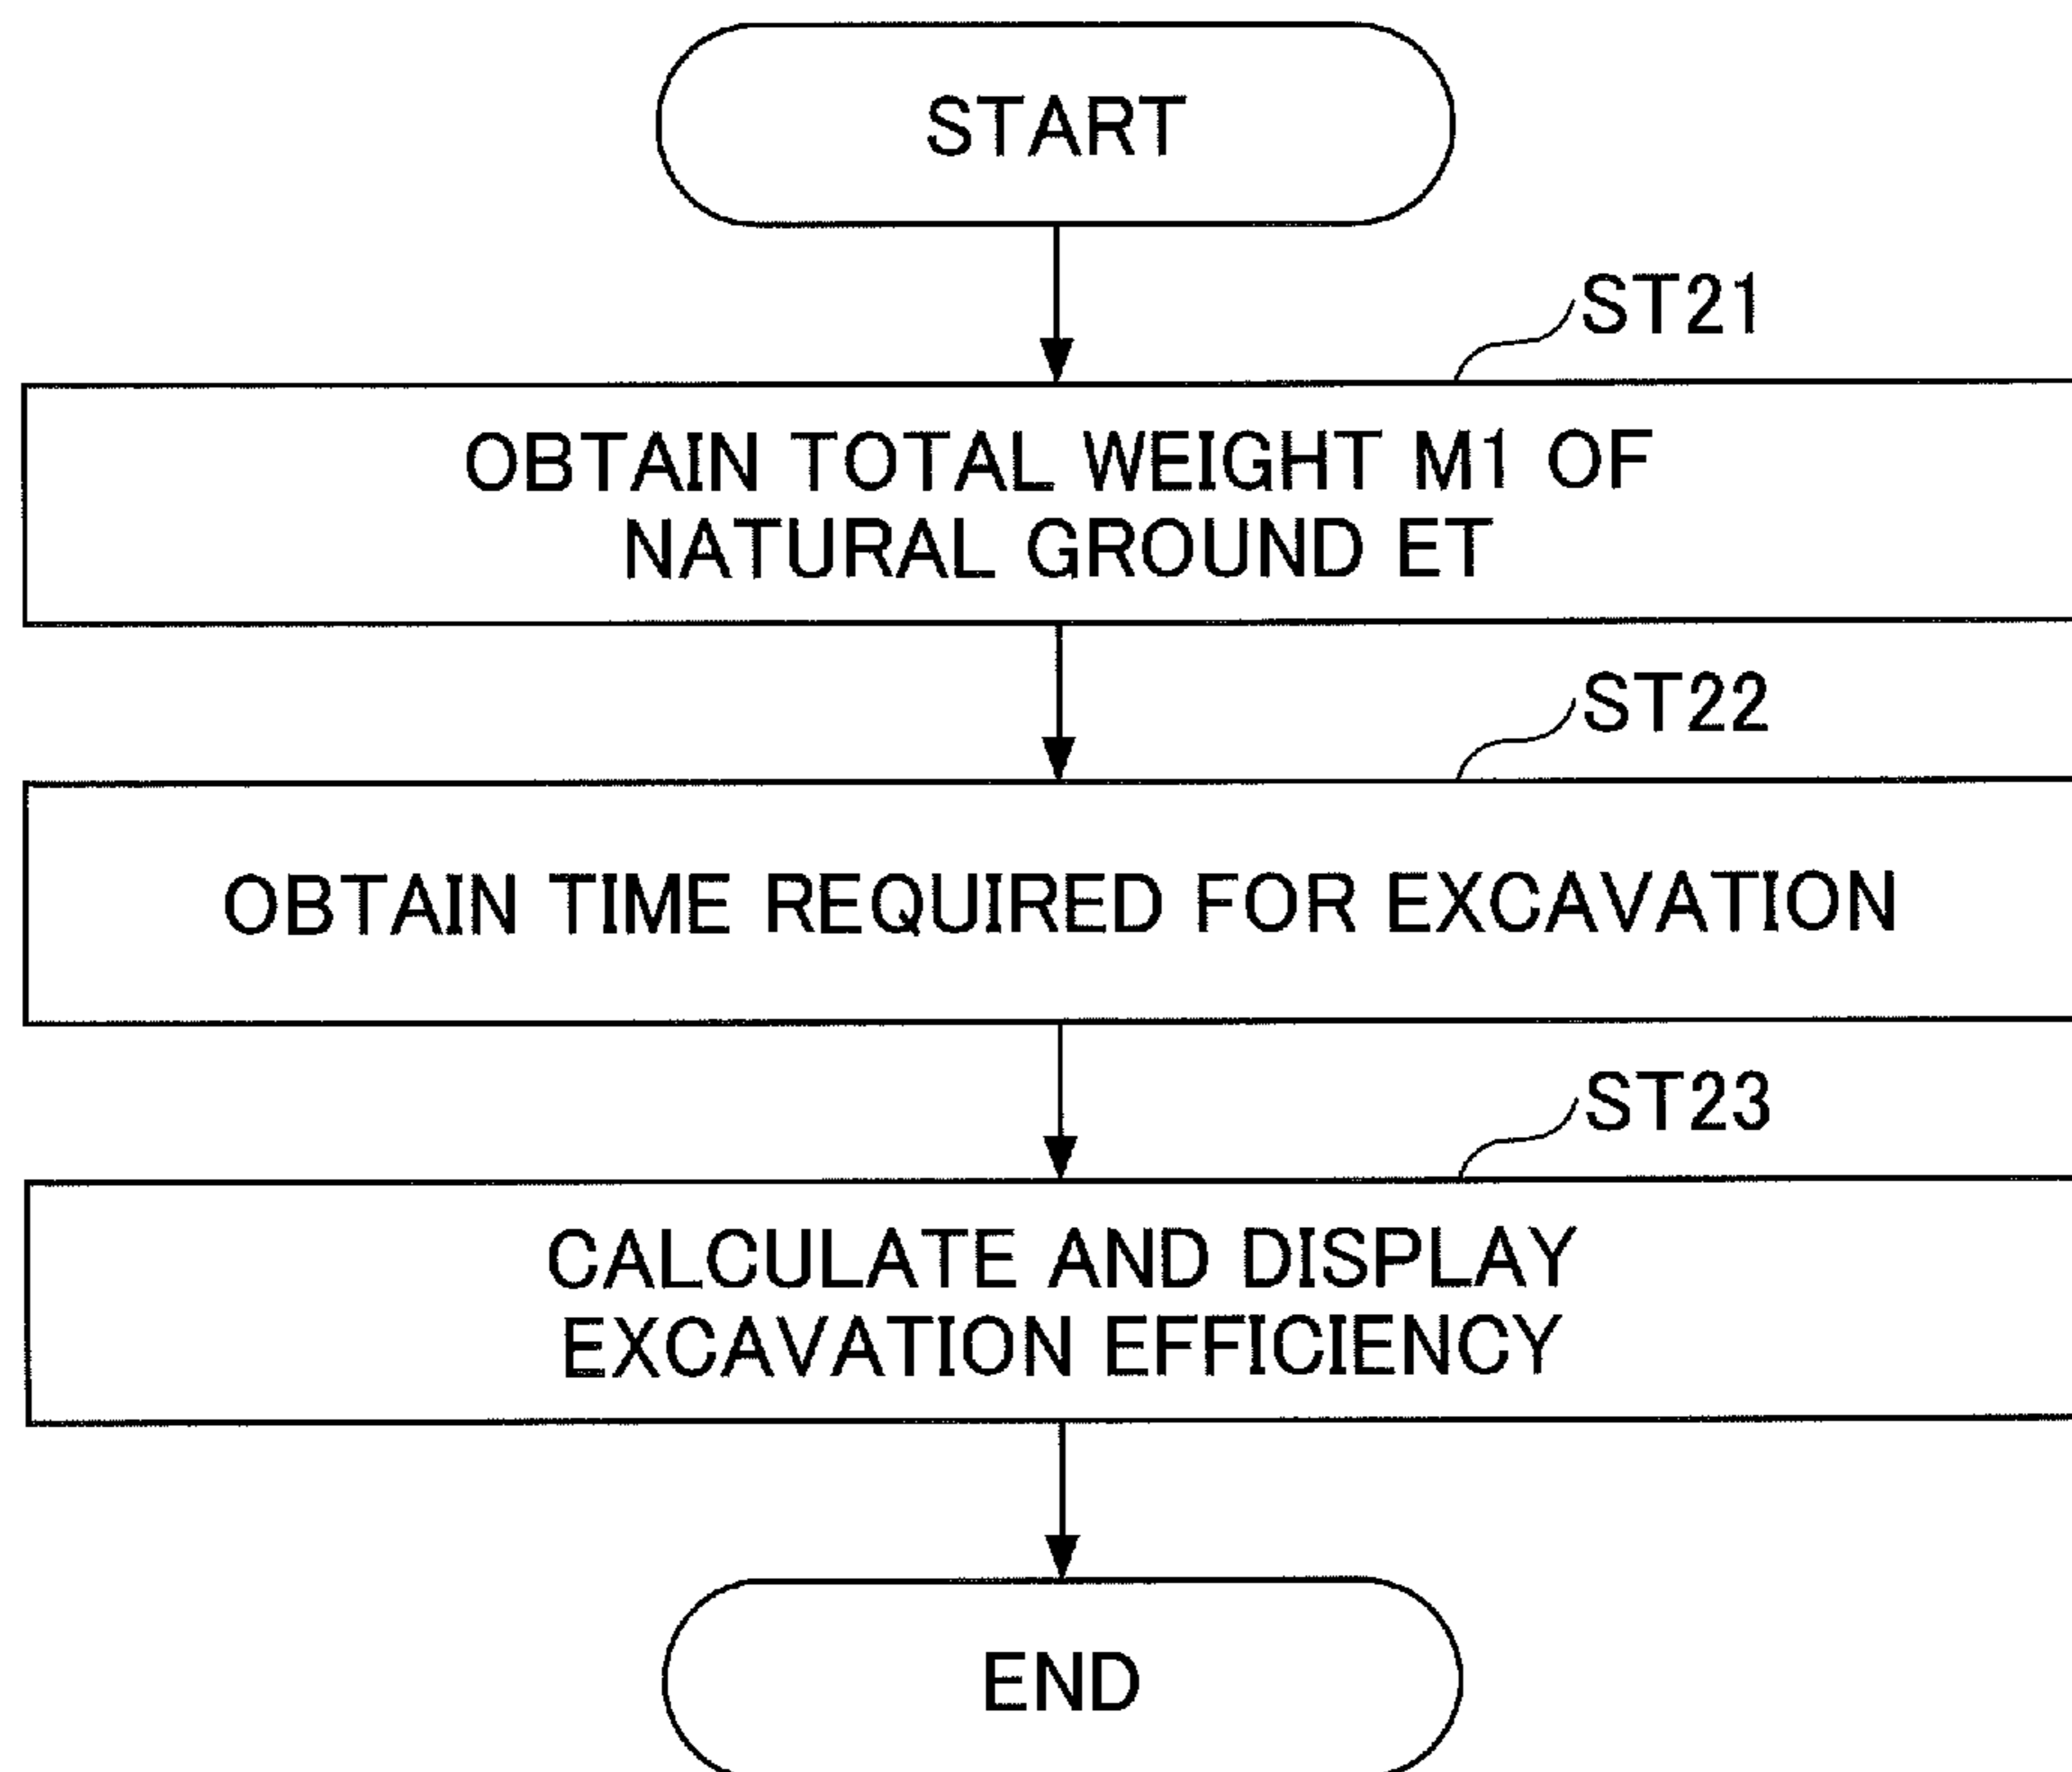 START
ST21
OBTAIN TOTAL WEIGHT M1 OF
NATURAL GROUND ET
ST22
OBTAIN TIME REQUIRED FOR EXCAVATION
ST23
CALCULATE AND DISPLAY
EXCAVATION EFFICIENCY
END